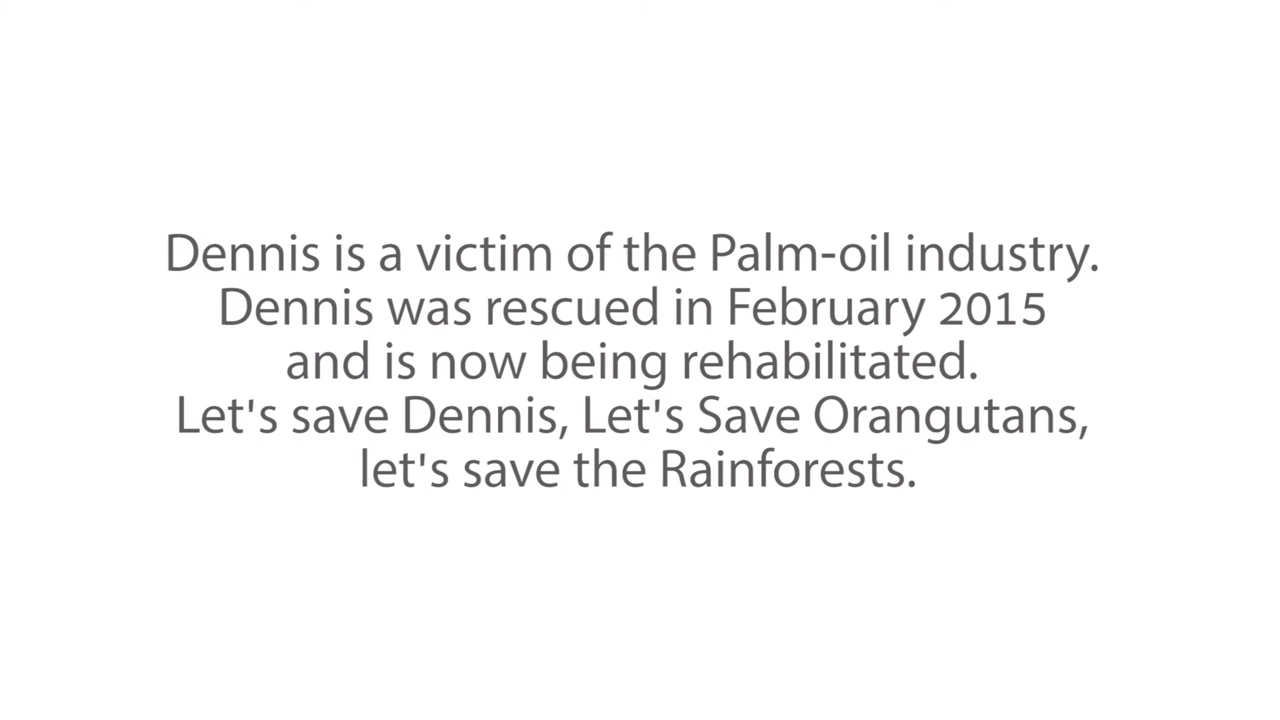 Dennis is a victim of the Palm-oil industry.
Dennis was rescued in February 2015
and is now being rehabilitated.
Let's save Dennis, Let's Save Orangutans,
let's save the Rainforests.